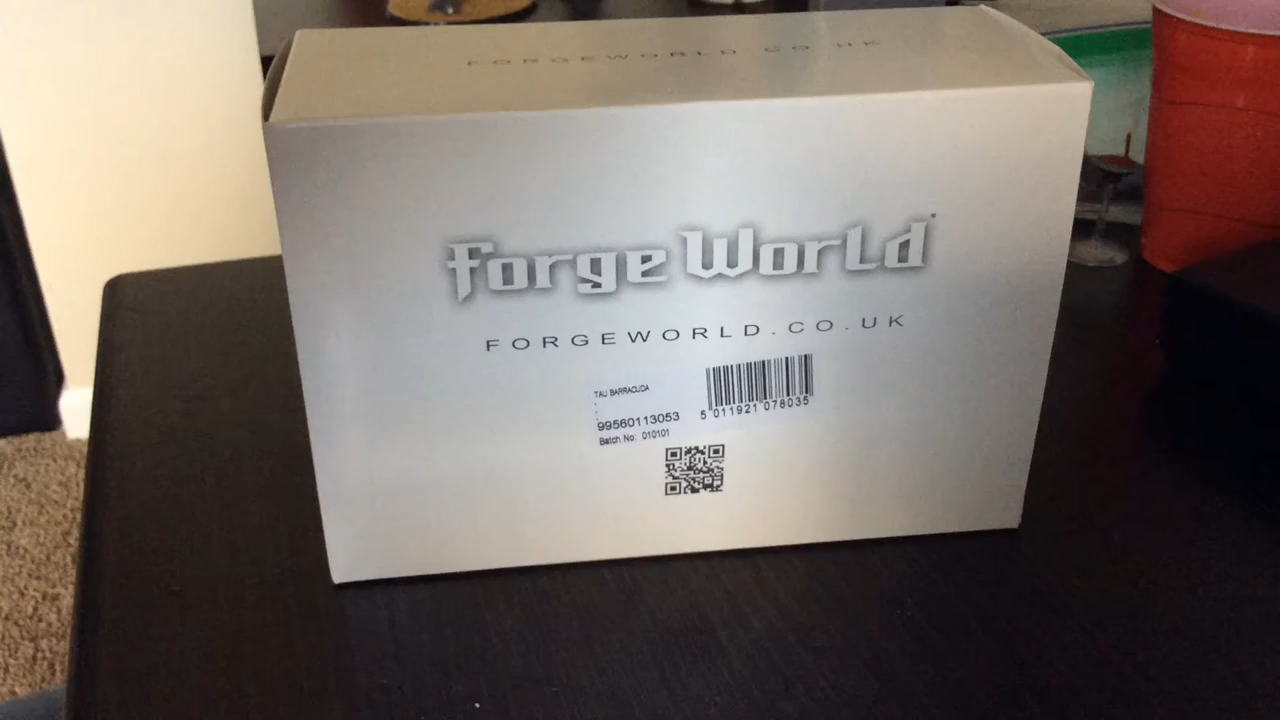 FORGEWORLD.CO.UK
Forge World
FORGEWORLD.CO.UK
TAU BARRACUDA
99560113053
Batch No: 010101
5 011921 078035